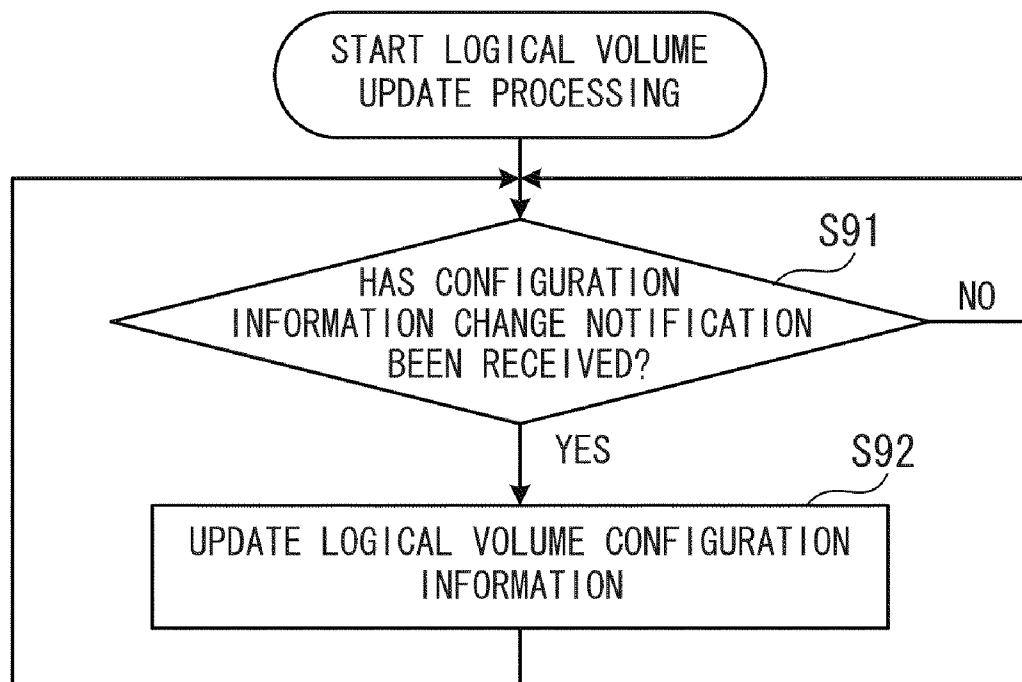 START LOGICAL VOLUME
UPDATE PROCESSING
S91
HAS CONFIGURATION
INFORMATION CHANGE NOTIFICATION
BEEN RECEIVED?
NO
YES
S92
UPDATE LOGICAL VOLUME CONFIGURATION
INFORMATION